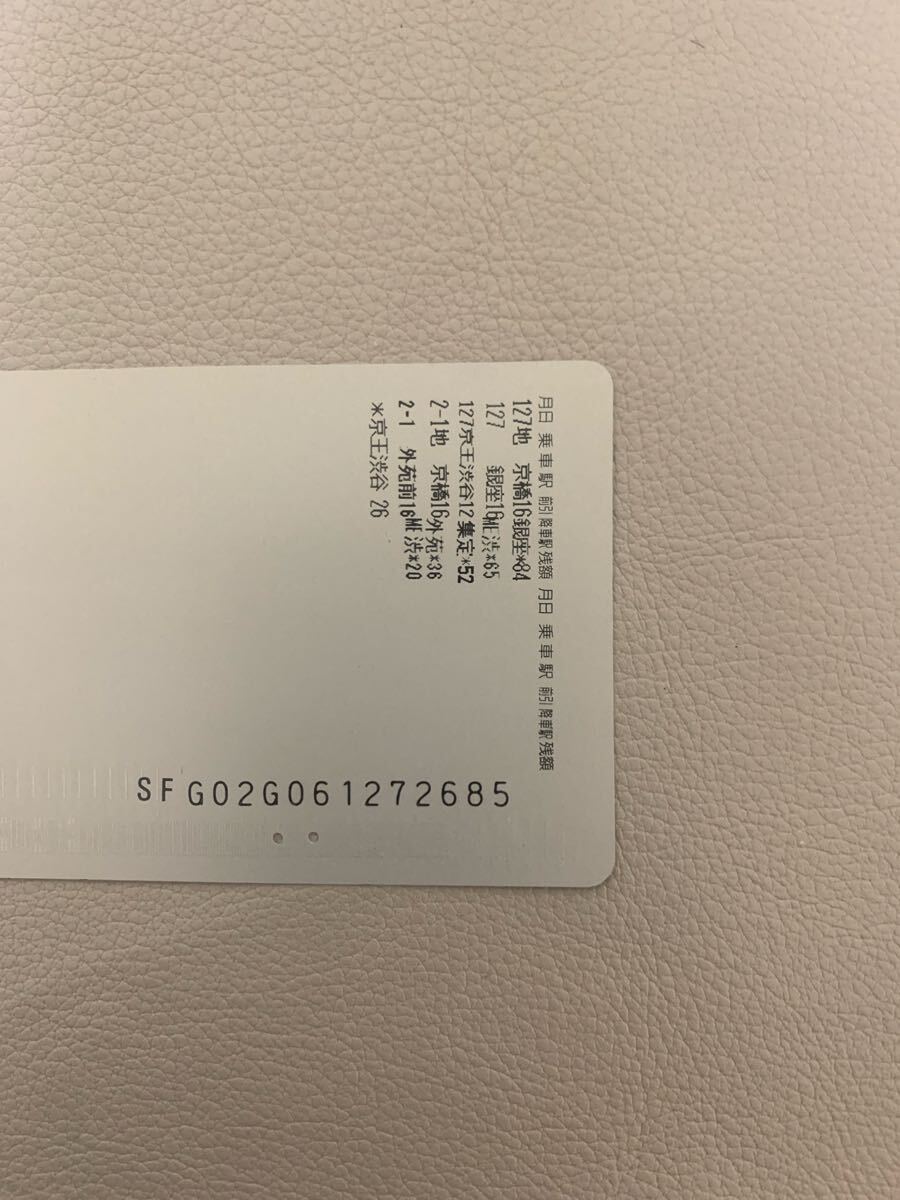 月日 乗車駅 前引 降車駅 残額 月日 乗車駅 前引 降車駅 残額
127地 京橋16銀座*84
127 銀座16ME渋*65
127京王渋谷12集定*52
2-1地 京橋16外苑*36
2-1 外苑前16ME渋*20
*京王渋谷 26
SFG02G061272685